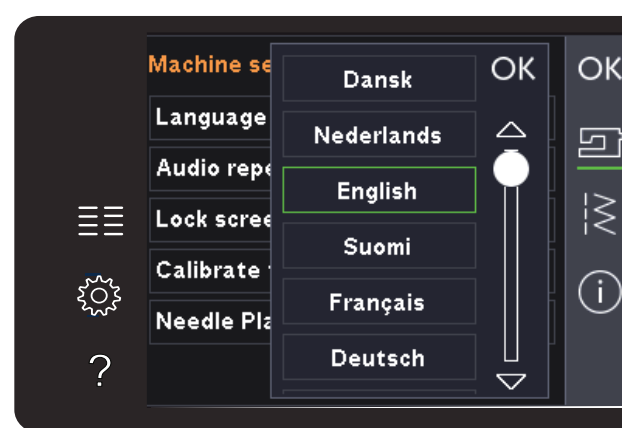 Machine se
Language
Audio repe
Lock scree
Calibrate
Needle Pla
Dansk
Nederlands
English
Suomi
Français
Deutsch
OK
OK
i
?